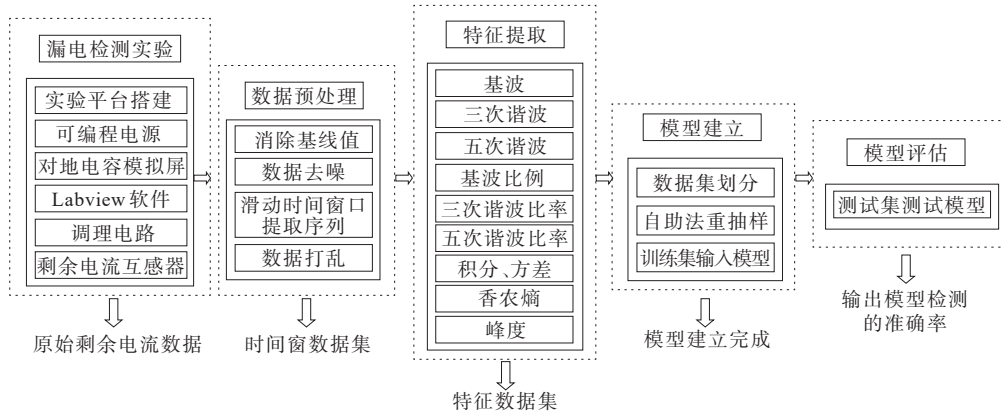 漏电检测实验
实验平台搭建
可编程电源
对地电容模拟屏
Labview软件
调理电路
剩余电流互感器
原始剩余电流数据
数据预处理
消除基线值
数据去噪
滑动时间窗口
提取序列
数据打乱
时间窗数据集
特征提取
基波
三次谐波
五次谐波
基波比例
三次谐波比率
五次谐波比率
积分、方差
香农熵
峰度
特征数据集
模型建立
数据集划分
自助法重抽样
训练集输入模型
模型建立完成
模型评估
测试集测试模型
输出模型检测
的准确率